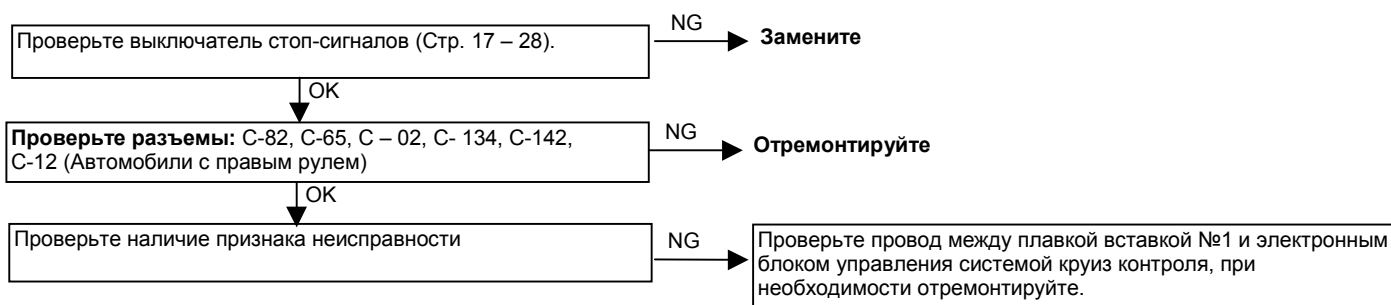 NG
Проверьте выключатель стоп-сигналов (Стр. 17 – 28).
Замените
OK
Проверьте разъемы: C-82, C-65, C – 02, C- 134, C-142,
C-12 (Автомобили с правым рулем)
NG
Отремонтируйте
OK
Проверьте наличие признака неисправности
NG
Проверьте провод между плавкой вставкой №1 и электронным
блоком управления системой круиз контроля, при
необходимости отремонтируйте.